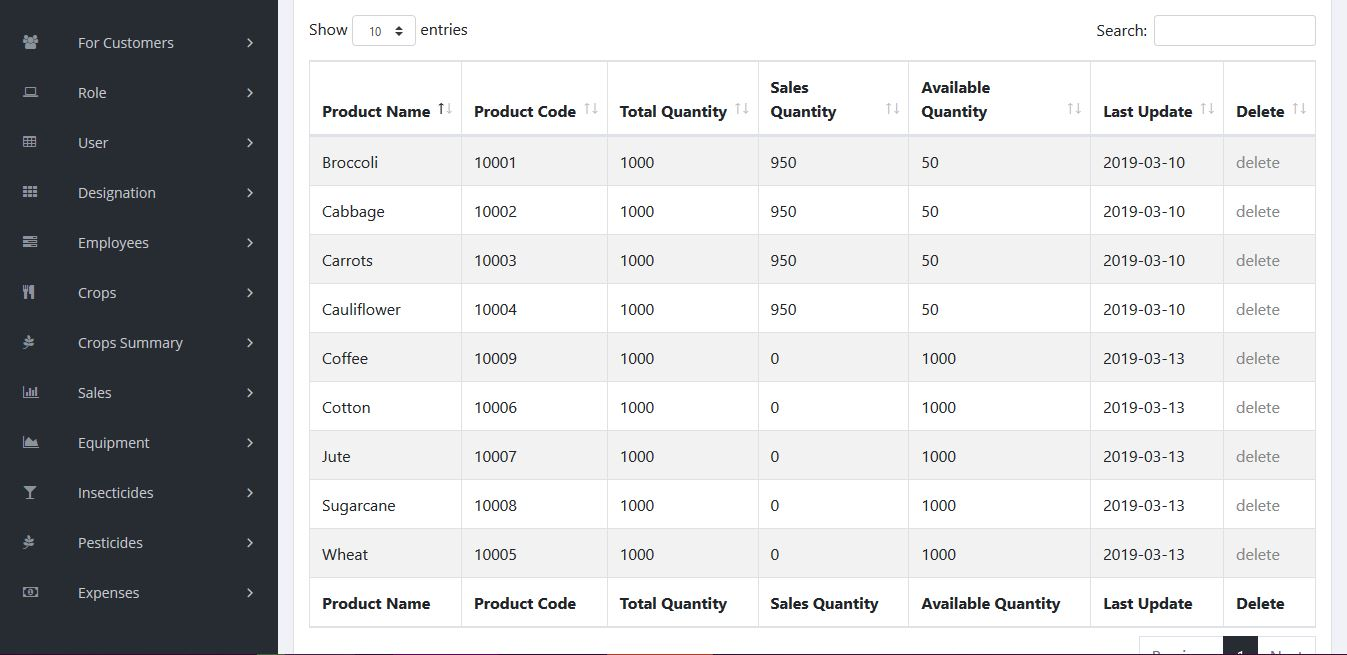 For Customers
Role
User
Designation
Employees
Crops
Crops Summary
Sales
Equipment
Insecticides
Pesticides
Expenses
Show 10 entries Search:
Product Name Product Code Total Quantity Sales Quantity Available Quantity Last Update Delete
Broccoli 10001 1000 950 50 2019-03-10 delete
Cabbage 10002 1000 950 50 2019-03-10 delete
Carrots 10003 1000 950 50 2019-03-10 delete
Cauliflower 10004 1000 950 50 2019-03-10 delete
Coffee 10009 1000 0 1000 2019-03-13 delete
Cotton 10006 1000 0 1000 2019-03-13 delete
Jute 10007 1000 0 1000 2019-03-13 delete
Sugarcane 10008 1000 0 1000 2019-03-13 delete
Wheat 10005 1000 0 1000 2019-03-13 delete
Product Name Product Code Total Quantity Sales Quantity Available Quantity Last Update Delete
1 Next